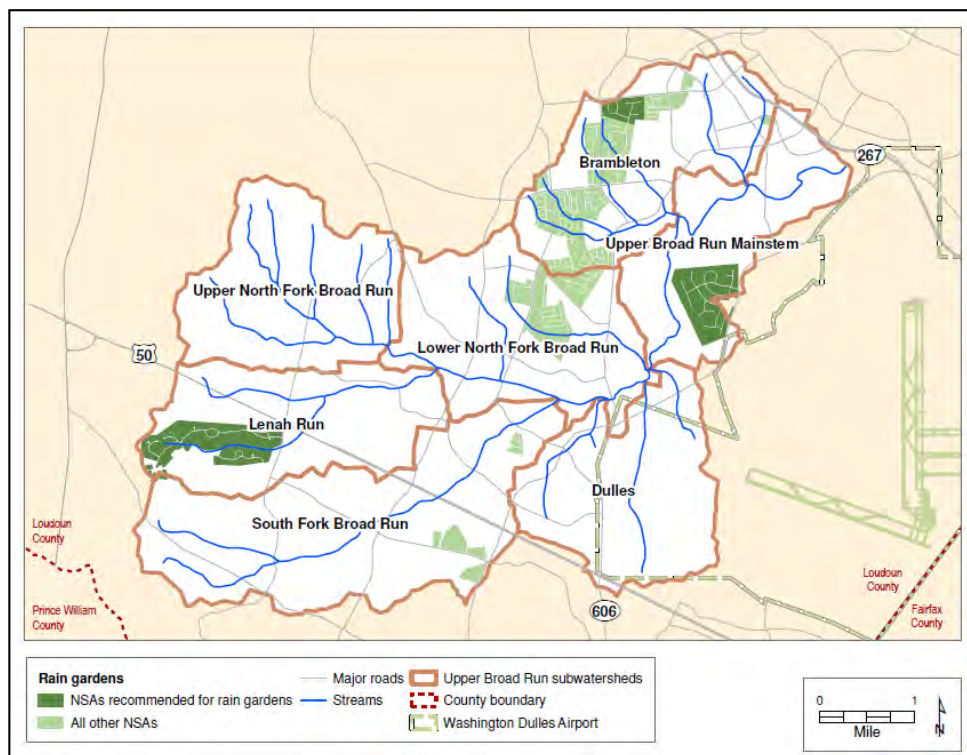 267
Brambleton
Upper Broad Run Mainstem
Upper North Fork Broad Run
50
Lower North Fork Broad Run
Lenah Run
Dulles
South Fork Broad Run
Loudoun
County
Prince William
County
Loudoun
County
Fairfax
County
606
Rain gardens
NSAs recommended for rain gardens
All other NSAs
Major roads
Streams
Upper Broad Run subwatersheds
County boundary
Washington Dulles Airport
0 1
Mile
N